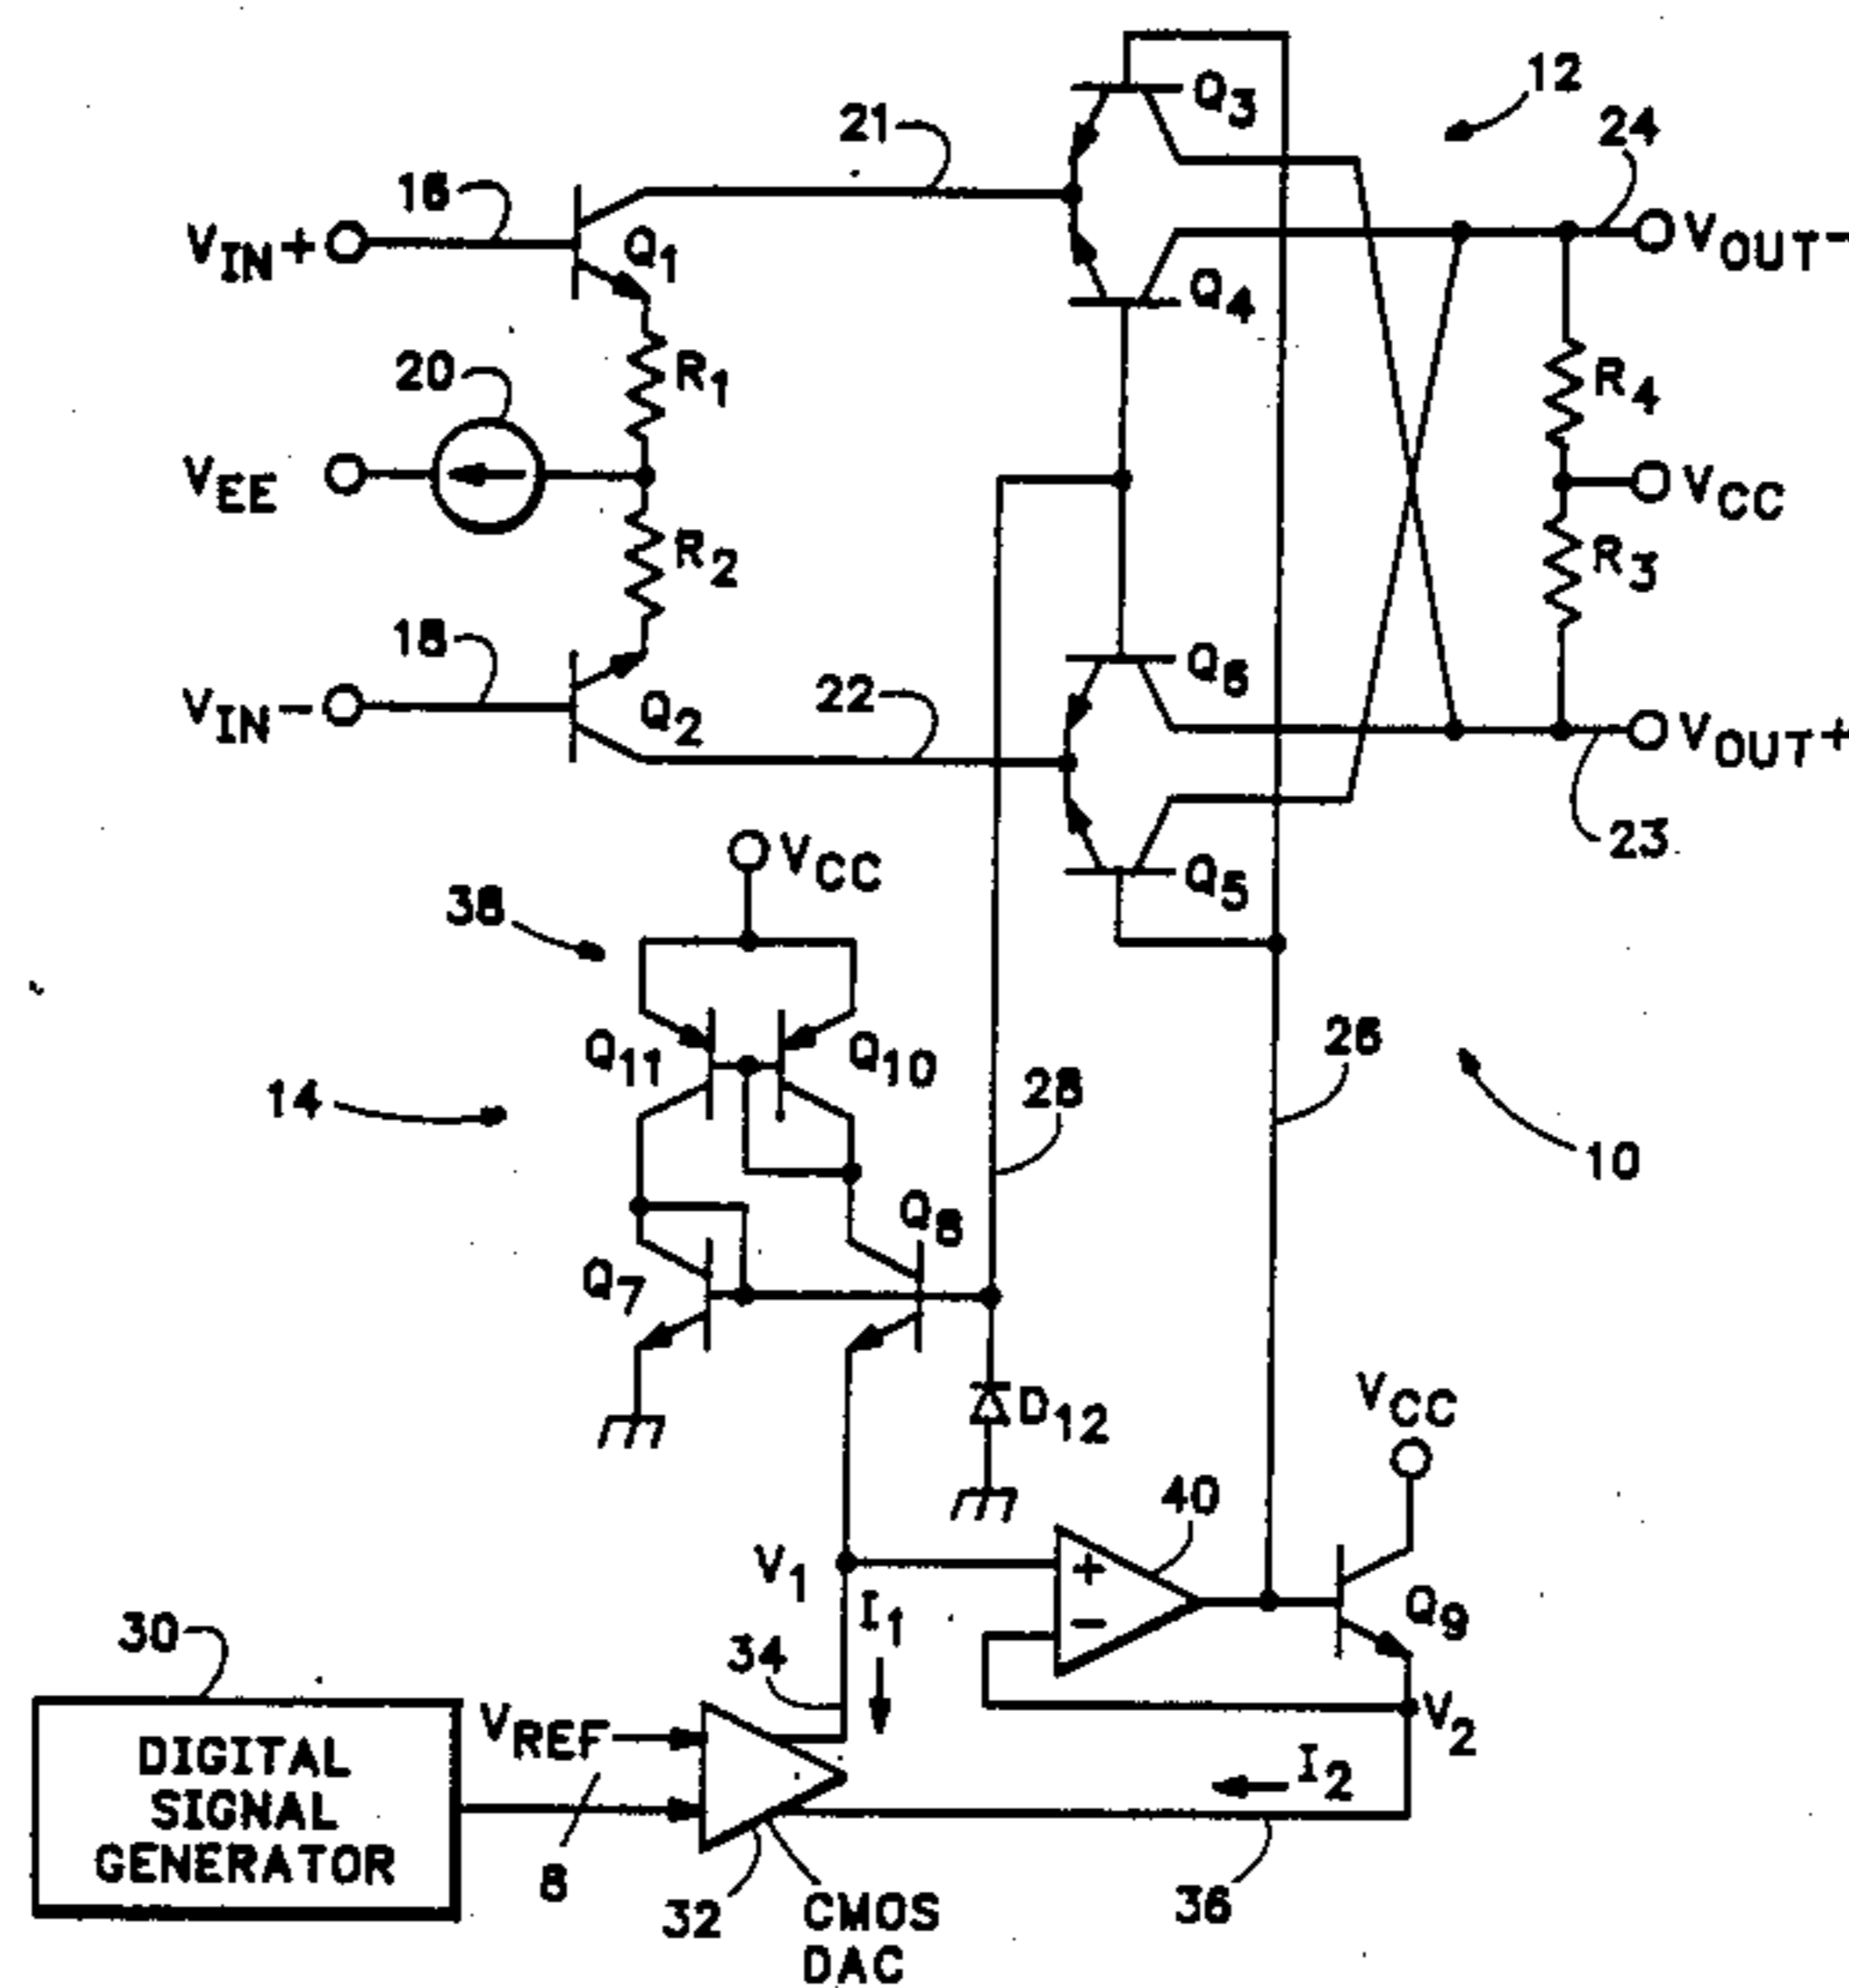 Q3
12
24
21
16
VIN+
Q1
VOUT-
Q4
20
R1
R4
VEE
VCC
R2
R3
18
Q6
VIN-
Q2
22
VOUT+
23
VCC
Q5
38
Q11
Q10
28
26
14
10
Q8
Q7
D12
VCC
40
V1
+
I1
Q9
30
34
-
VREF
V2
DIGITAL
SIGNAL
GENERATOR
I2
8
32
CMOS
DAC
36